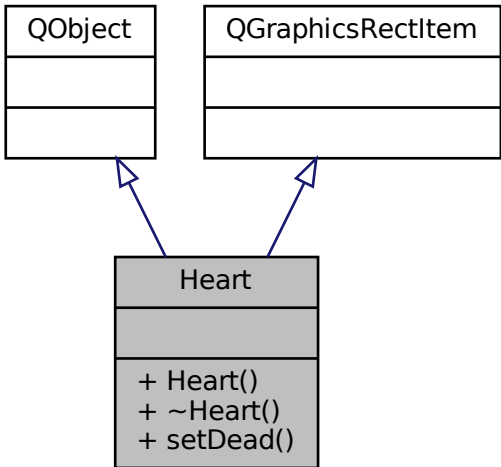 QObject
QGraphicsRectItem
Heart
+ Heart()
+ ~Heart()
+ setDead()